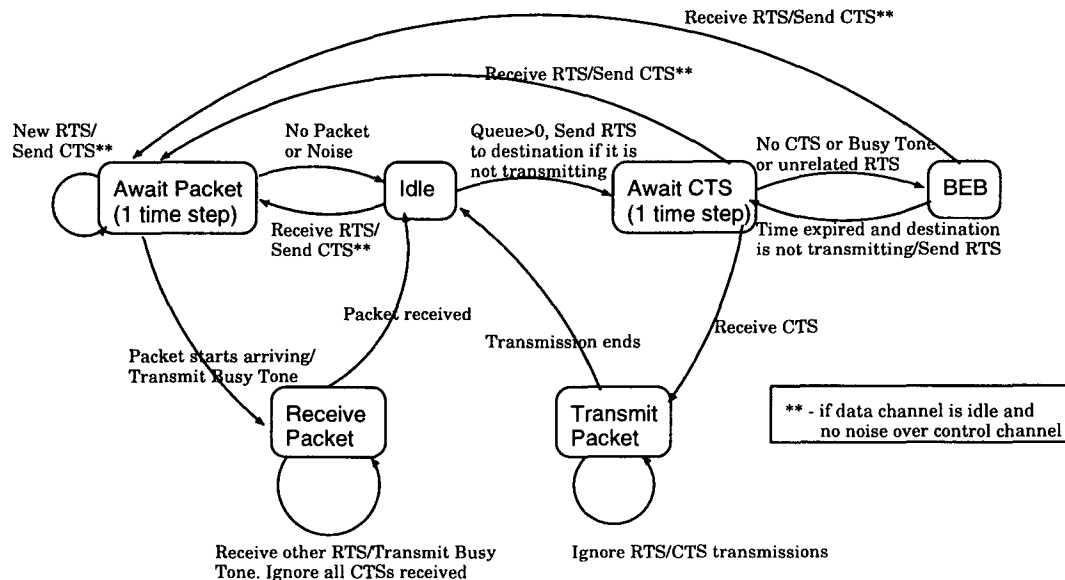 Receive RTS/Send CTS**
Receive RTS/Send CTS**
New RTS/
Send CTS**
No Packet
or Noise
Queue>0, Send RTS
to destination if it is
not transmitting
No CTS or Busy Tone
or unrelated RTS
Await Packet
(1 time step)
Idle
Await CTS
(1 time step)
BEB
Receive RTS/
Send CTS**
Time expired and destination
is not transmitting/Send RTS
Packet received
Transmission ends
Receive CTS
Packet starts arriving/
Transmit Busy Tone
Receive
Packet
Transmit
Packet
** - if data channel is idle and
no noise over control channel
Receive other RTS/Transmit Busy
Tone. Ignore all CTSs received
Ignore RTS/CTS transmissions